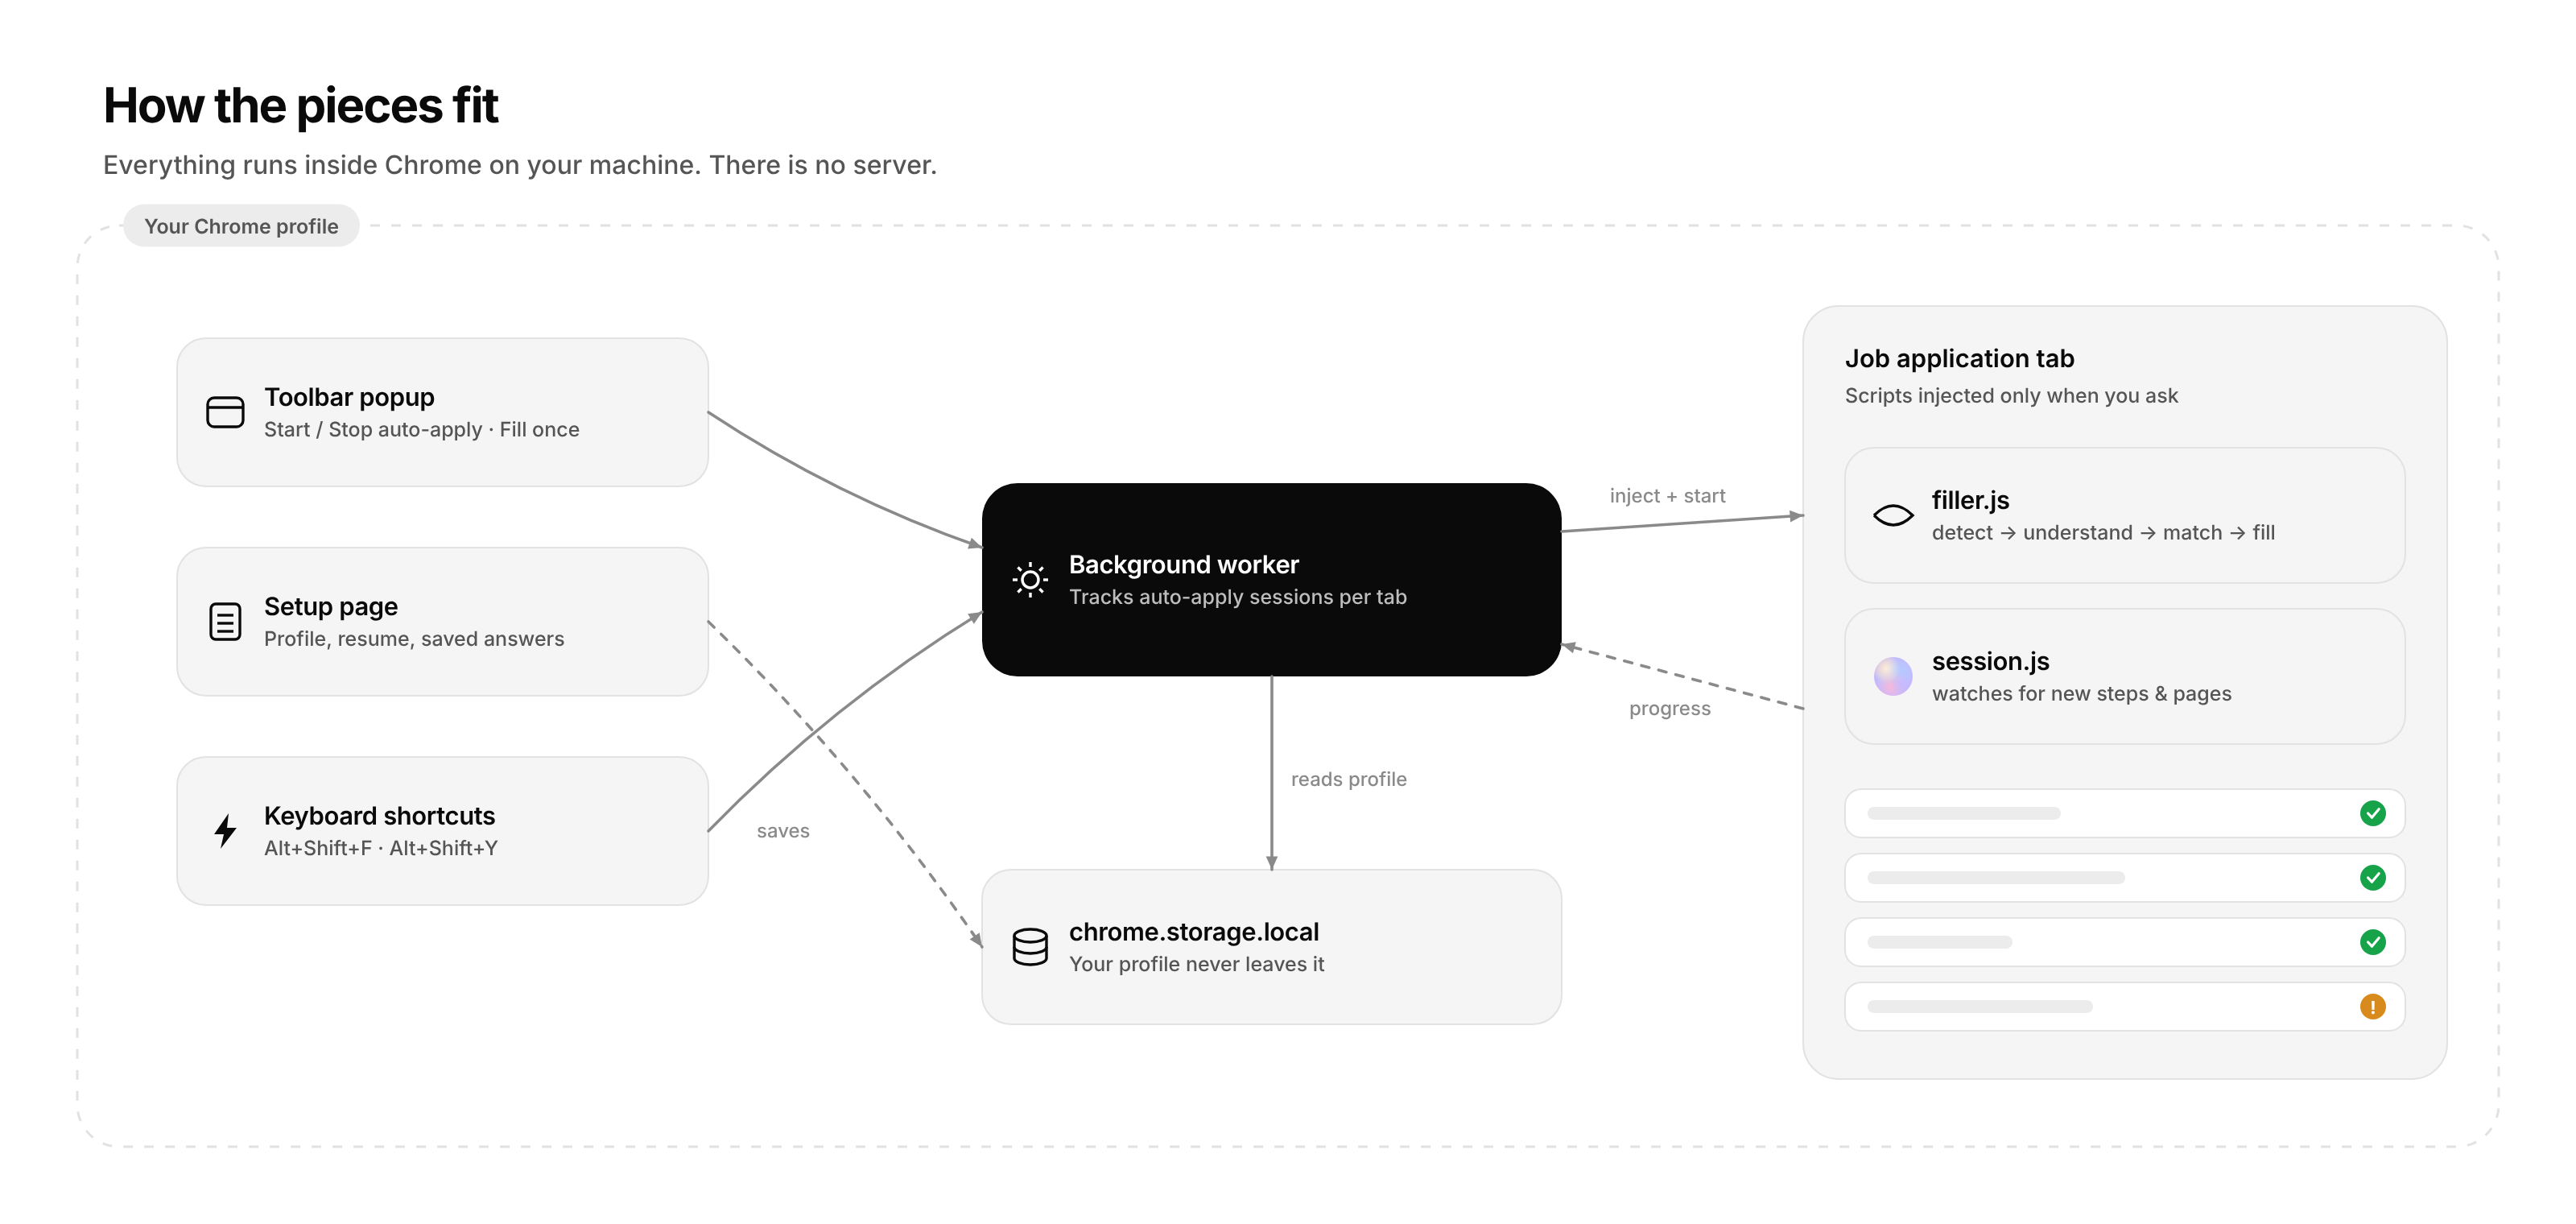 How the pieces fit
Everything runs inside Chrome on your machine. There is no server.
Your Chrome profile
Toolbar popup
Start / Stop auto-apply · Fill once
Setup page
Profile, resume, saved answers
Keyboard shortcuts
Alt+Shift+F · Alt+Shift+Y
saves
Background worker
Tracks auto-apply sessions per tab
reads profile
chrome.storage.local
Your profile never leaves it
inject + start
progress
Job application tab
Scripts injected only when you ask
filler.js
detect → understand → match → fill
session.js
watches for new steps & pages